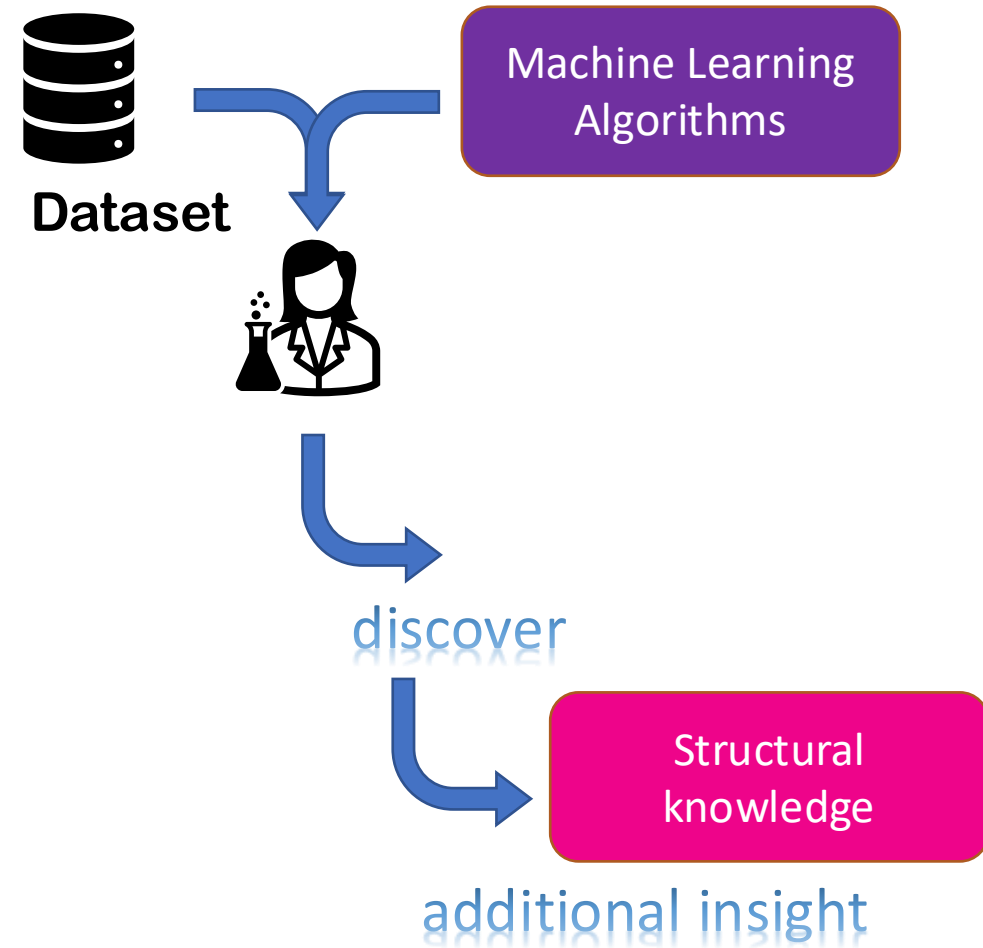 Machine Learning
Algorithms
Dataset
discover
Structural
knowledge
additional insight